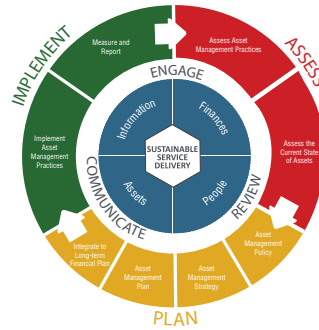 IMPLEMENT
ASSESS
PLAN
Measure and
Report
Assess Asset
Management Practices
Implement
Asset
Management
Practices
Assess the
Current State
of Assets
Integrate to
Long-term
Financial Plan
Asset
Management
Plan
Asset
Management
Strategy
Asset
Management
Policy
ENGAGE
COMMUNICATE
REVIEW
Information
Finances
Assets
People
SUSTAINABLE
SERVICE
DELIVERY